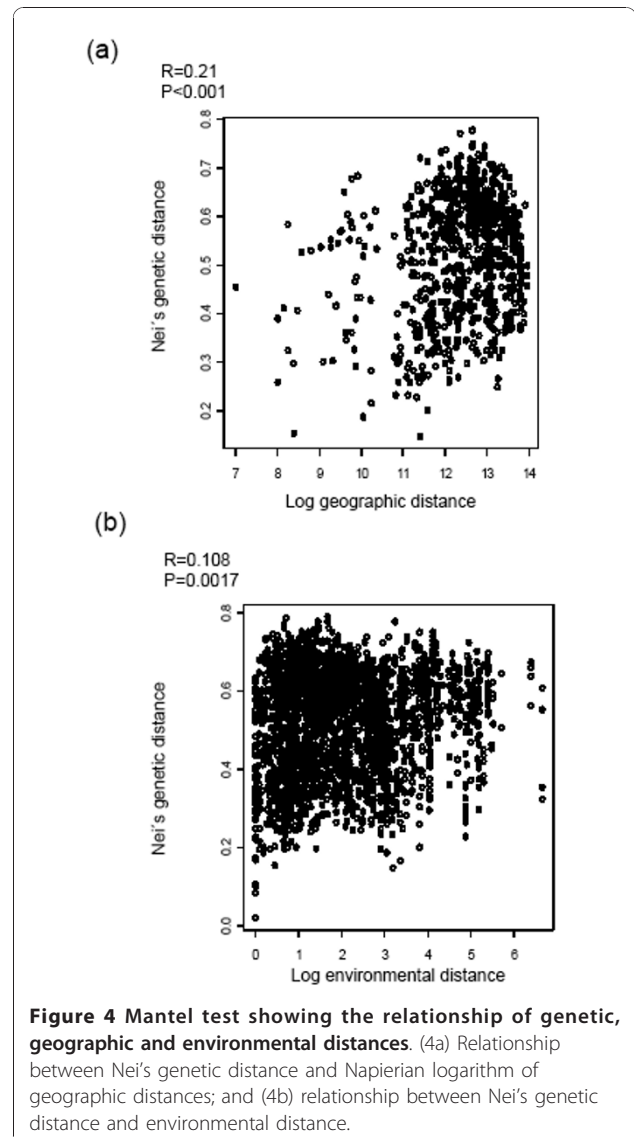 (a)
R=0.21
P<0.001
0.8
0.7
0.6
0.5
0.4
0.3
0.2
Nei´s genetic distance
7 8 9 10 11 12 13 14
Log geographic distance
(b)
R=0.108
P=0.0017
0.8
0.6
0.4
0.2
0.0
Nei´s genetic distance
0 1 2 3 4 5 6
Log environmental distance
Figure 4 Mantel test showing the relationship of genetic,
geographic and environmental distances. (4a) Relationship
between Nei's genetic distance and Napierian logarithm of
geographic distances; and (4b) relationship between Nei's genetic
distance and environmental distance.